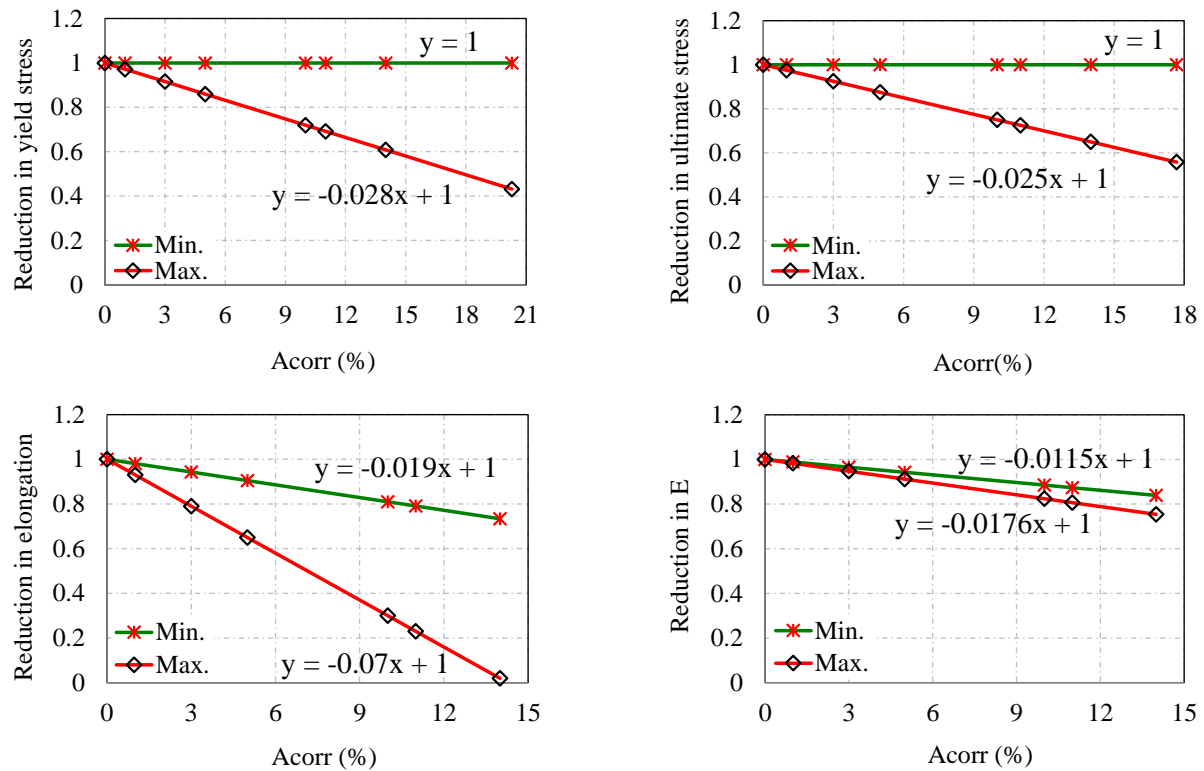 Reduction in yield stress
1.2
1
0.8
0.6
0.4
0.2
0
y = 1
y = -0.028x + 1
Min.
Max.
0 3 6 9 12 15 18 21
Acorr (%)
Reduction in ultimate stress
1.2
1
0.8
0.6
0.4
0.2
0
y = 1
y = -0.025x + 1
Min.
Max.
0 3 6 9 12 15 18
Acorr(%)
Reduction in elongation
1.2
1
0.8
0.6
0.4
0.2
0
y = -0.019x + 1
Min.
Max.
y = -0.07x + 1
0 3 6 9 12 15
Acorr (%)
Reduction in E
1.2
1
0.8
0.6
0.4
0.2
0
y = -0.0115x + 1
y = -0.0176x + 1
Min.
Max.
0 3 6 9 12 15
Acorr (%)